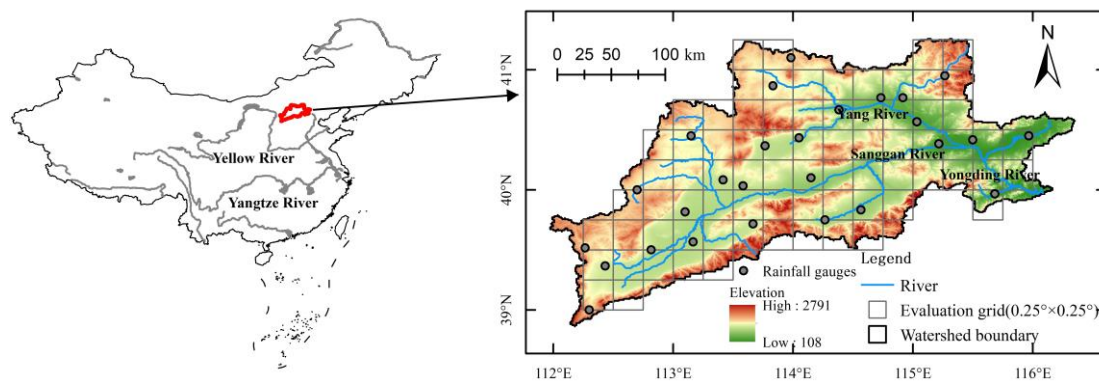 Yellow River
Yangtze River
0 25 50 100 km
N
41°N
40°N
39°N
112°E 113°E 114°E 115°E 116°E
Yang River
Sanggan River
Yongding River
Legend
Rainfall gauges
Elevation
High : 2791
Low : 108
River
Evaluation grid(0.25°×0.25°)
Watershed boundary